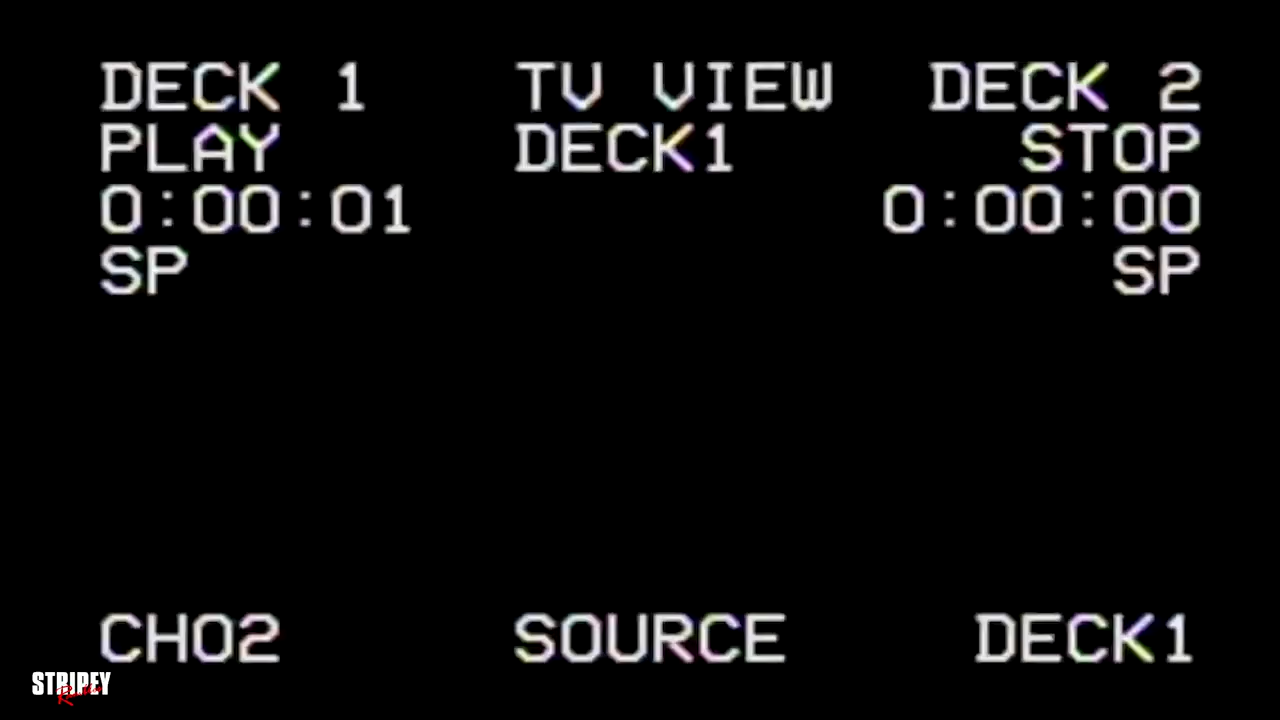 DECK 1 TV VIEW DECK 2
PLAY DECK1 STOP
0:00:01 0:00:00
SP SP
CH02 SOURCE DECK1
STRIPEY